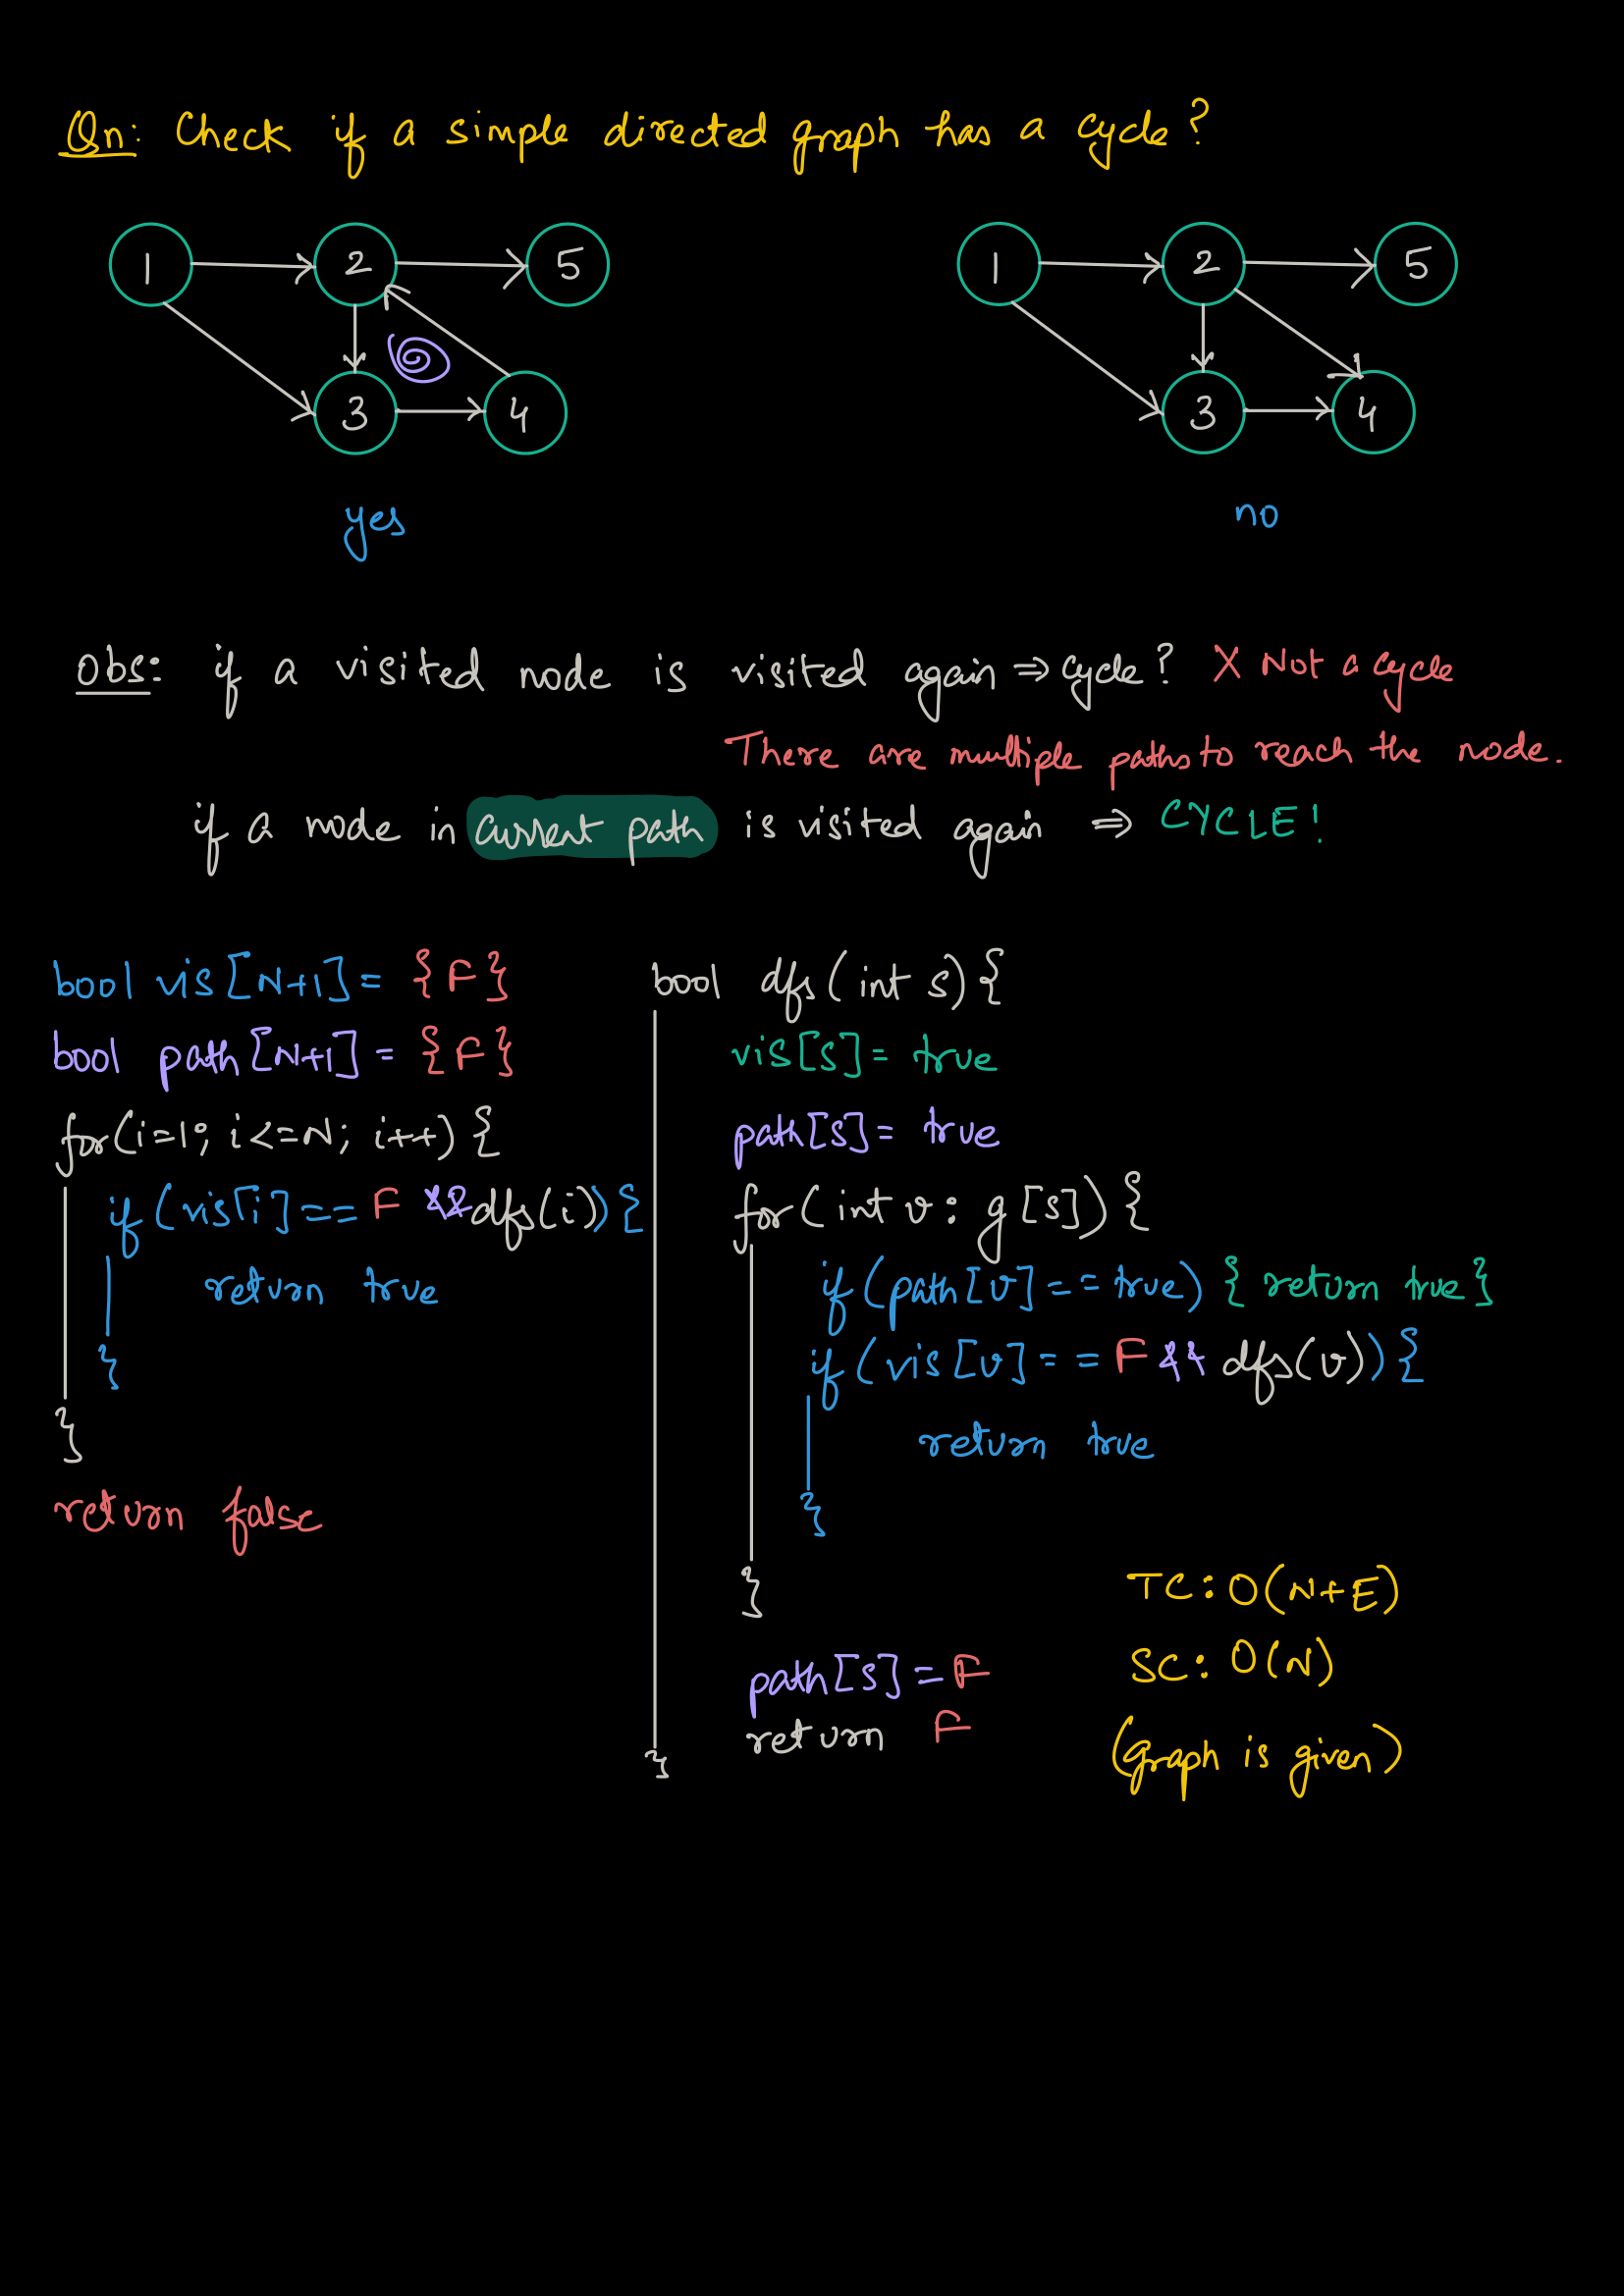 Qn: Check if a simple directed graph has a cycle?
1 2 5
3 4
yes
1 2 5
3 4
no
Obs: if a visited node is visited again ⇒ cycle? X Not a cycle
There are multiple paths to reach the node.
if a node in current path is visited again ⇒ CYCLE!
bool vis[N+1] = {F}
bool path[N+1] = {F}
for(i=1; i<=N; i++){
if(vis[i]==F && dfs(i)){
return true
}
}
return false
bool dfs(int s){
vis[s] = true
path[s] = true
for(int v: g[s]){
if(path[v]==true){return true}
if(vis[v]==F && dfs(v)){
return true
}
}
path[s]=F
return F
}
TC: O(N+E)
SC: O(N)
(graph is given)